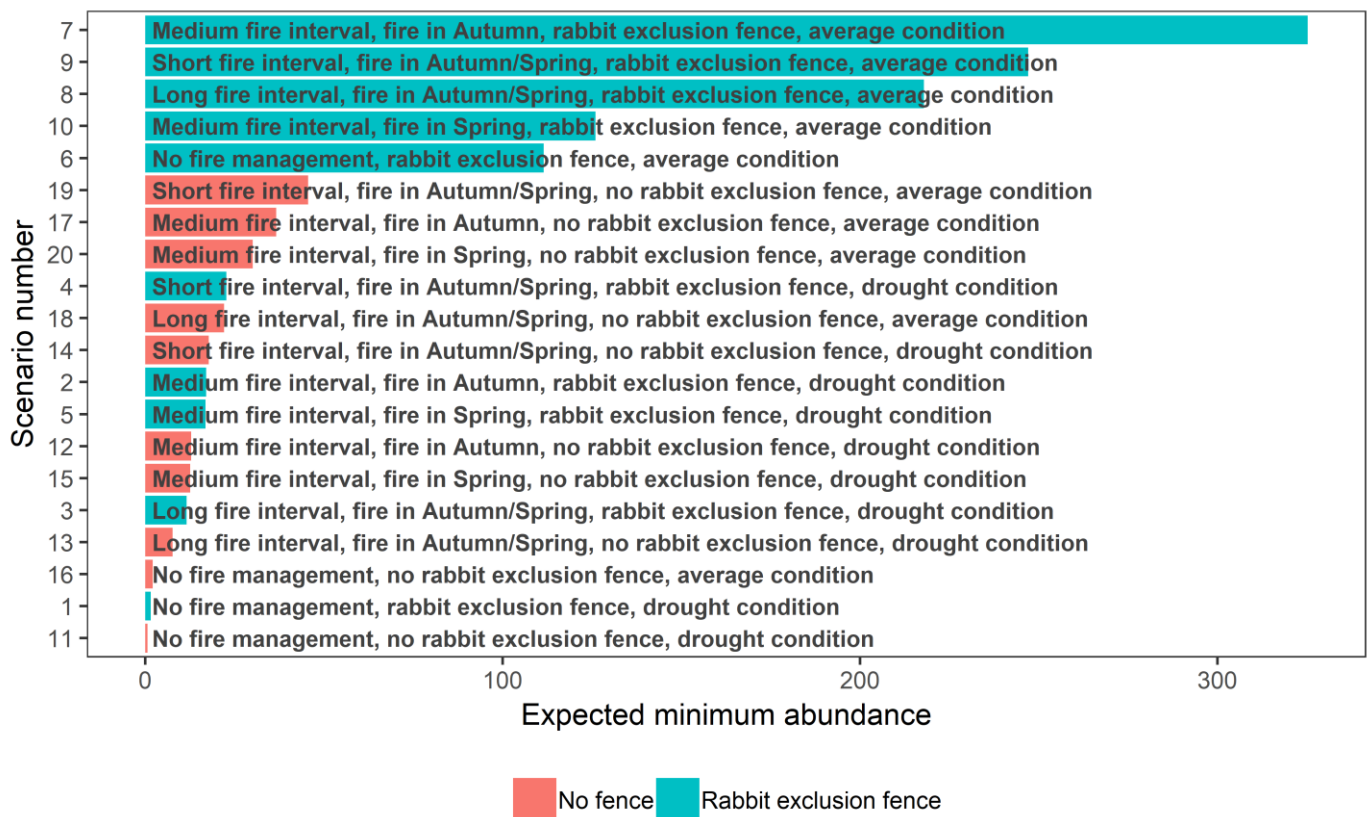 7 Medium fire interval, fire in Autumn, rabbit exclusion fence, average condition
9 Short fire interval, fire in Autumn/Spring, rabbit exclusion fence, average condition
8 Long fire interval, fire in Autumn/Spring, rabbit exclusion fence, average condition
10 Medium fire interval, fire in Spring, rabbit exclusion fence, average condition
6 No fire management, rabbit exclusion fence, average condition
19 Short fire interval, fire in Autumn/Spring, no rabbit exclusion fence, average condition
17 Medium fire interval, fire in Autumn, no rabbit exclusion fence, average condition
20 Medium fire interval, fire in Spring, no rabbit exclusion fence, average condition
4 Short fire interval, fire in Autumn/Spring, rabbit exclusion fence, drought condition
18 Long fire interval, fire in Autumn/Spring, no rabbit exclusion fence, average condition
14 Short fire interval, fire in Autumn/Spring, no rabbit exclusion fence, drought condition
2 Medium fire interval, fire in Autumn, rabbit exclusion fence, drought condition
5 Medium fire interval, fire in Spring, rabbit exclusion fence, drought condition
12 Medium fire interval, fire in Autumn, no rabbit exclusion fence, drought condition
15 Medium fire interval, fire in Spring, no rabbit exclusion fence, drought condition
3 Long fire interval, fire in Autumn/Spring, rabbit exclusion fence, drought condition
13 Long fire interval, fire in Autumn/Spring, no rabbit exclusion fence, drought condition
16 No fire management, no rabbit exclusion fence, average condition
1 No fire management, rabbit exclusion fence, drought condition
11 No fire management, no rabbit exclusion fence, drought condition
Scenario number
0 100 200 300
Expected minimum abundance
No fence Rabbit exclusion fence